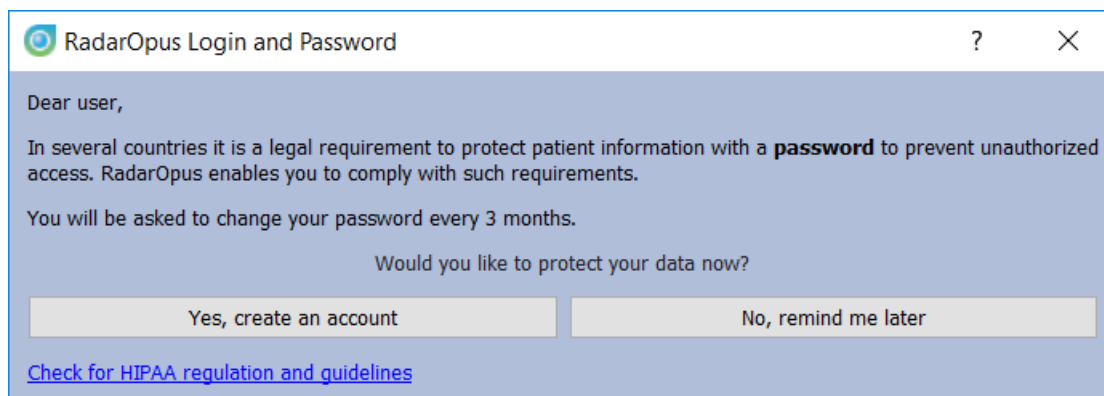 RadarOpus Login and Password
?
Dear user,
In several countries it is a legal requirement to protect patient information with a password to prevent unauthorized
access. RadarOpus enables you to comply with such requirements.
You will be asked to change your password every 3 months.
Would you like to protect your data now?
Yes, create an account
No, remind me later
Check for HIPAA regulation and guidelines